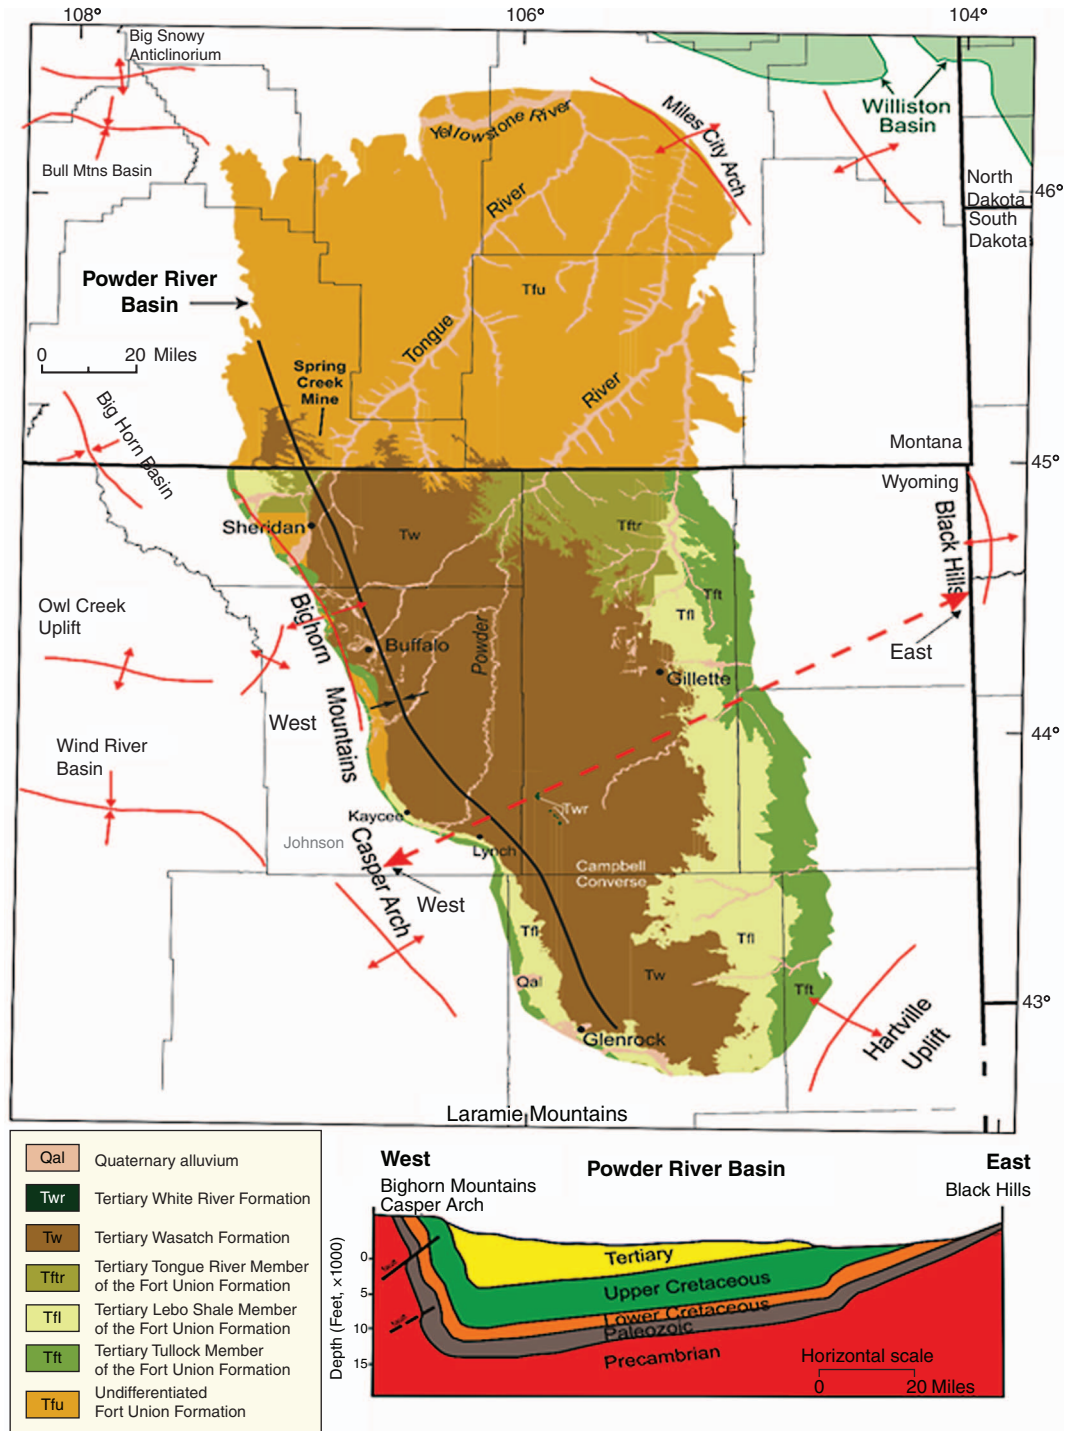 108°
106°
104°
Big Snowy
Anticlinorium
Bull Mtns Basin
Yellowstone River
Miles City Arch
Williston
Basin
North
Dakota
46°
South
Dakota
River
Powder River
Basin
Tfu
0 20 Miles
Tongue
Spring
Creek
Mine
River
Big Horn Basin
Montana
45°
Wyoming
Sheridan
Tw
Tftr
Black Hills
Owl Creek
Uplift
Bighorn
Mountains
Tft
Tfl
Buffalo
Powder
East
Gillette
West
Wind River
Basin
44°
Kaycee
Twr
Johnson
Lynch
Casper Arch
Campbell
Converse
West
Tfl
Tfl
Tw
Qal
Tft
43°
Hartville
Uplift
Glenrock
Laramie Mountains
Qal Quaternary alluvium
Twr Tertiary White River Formation
Tw Tertiary Wasatch Formation
Tftr Tertiary Tongue River Member
of the Fort Union Formation
Tfl Tertiary Lebo Shale Member
of the Fort Union Formation
Tft Tertiary Tullock Member
of the Fort Union Formation
Tfu Undifferentiated
Fort Union Formation
West
Powder River Basin
East
Bighorn Mountains
Casper Arch
Black Hills
Depth (Feet, ×1000)
0
5
10
15
fault
fault
Tertiary
Upper Cretaceous
Lower Cretaceous
Paleozoic
Precambrian
Horizontal scale
0 20 Miles